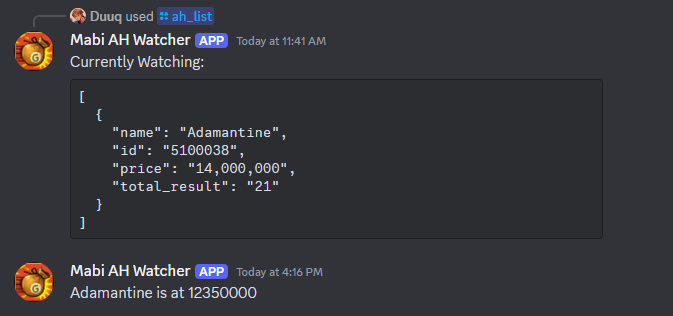 Duuq used ah_list
Mabi AH Watcher APP Today at 11:41 AM
Currently Watching:
[
{
"name": "Adamantine",
"id": "5100038",
"price": "14,000,000",
"total_result": "21"
}
]
Mabi AH Watcher APP Today at 4:16 PM
Adamantine is at 12350000